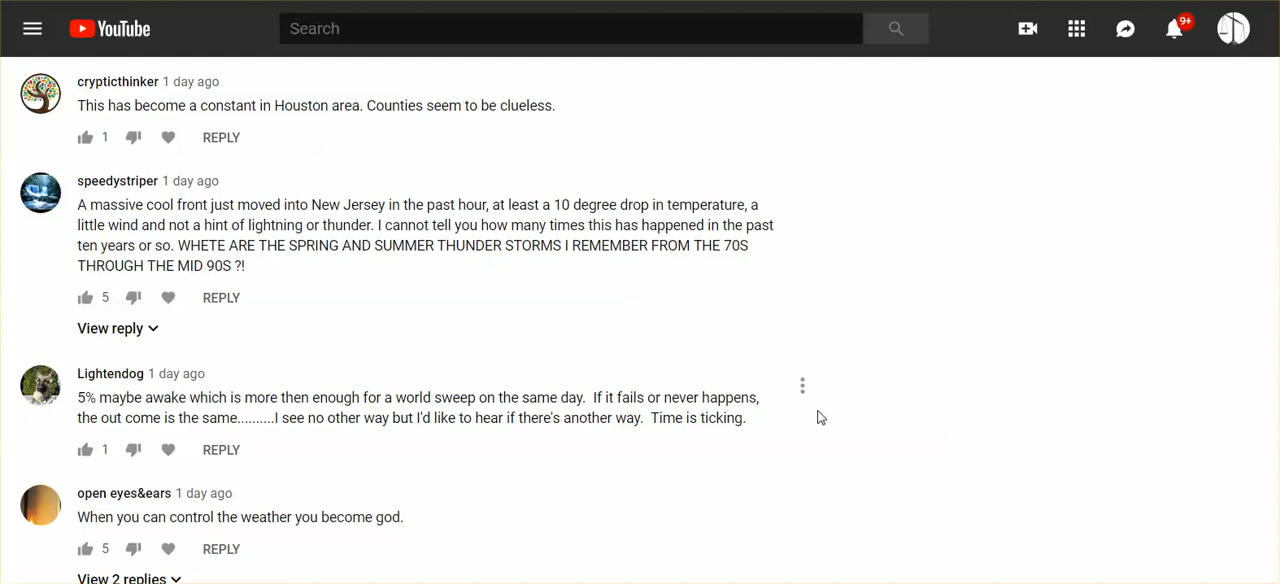 YouTube
Search
9+
crypticthinker 1 day ago
This has become a constant in Houston area. Counties seem to be clueless.
1 REPLY
speedystriper 1 day ago
A massive cool front just moved into New Jersey in the past hour, at least a 10 degree drop in temperature, a
little wind and not a hint of lightning or thunder. I cannot tell you how many times this has happened in the past
ten years or so. WHETE ARE THE SPRING AND SUMMER THUNDER STORMS I REMEMBER FROM THE 70S
THROUGH THE MID 90S ?!
5 REPLY
View reply
Lightendog 1 day ago
5% maybe awake which is more then enough for a world sweep on the same day.  If it fails or never happens,
the out come is the same..........I see no other way but I'd like to hear if there's another way.  Time is ticking.
1 REPLY
open eyes&ears 1 day ago
When you can control the weather you become god.
5 REPLY
View 2 replies